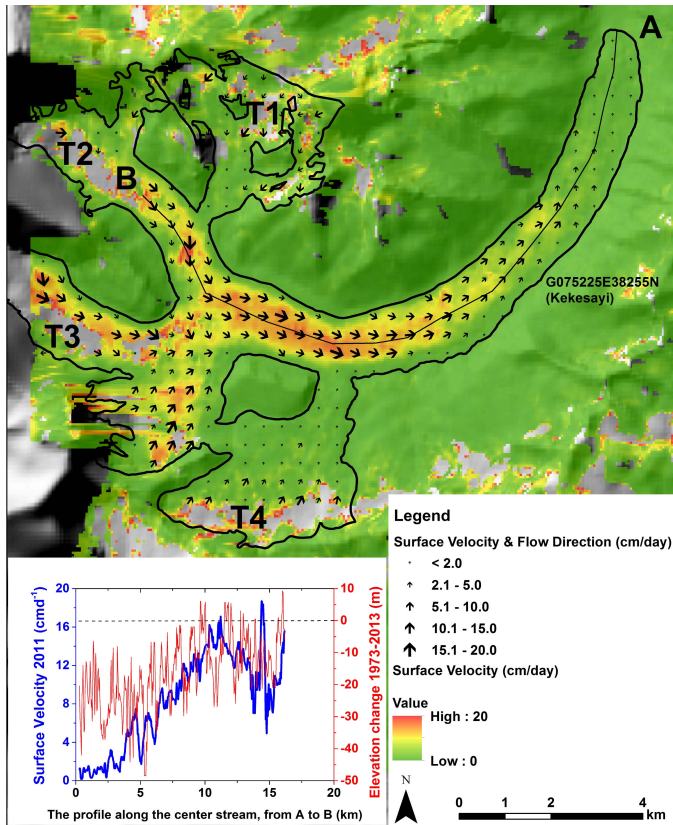 A
T1
T2
B
G075225E38255N
(Kekesayi)
T3
T4
Legend
Surface Velocity & Flow Direction (cm/day)
< 2.0
2.1 - 5.0
5.1 - 10.0
10.1 - 15.0
15.1 - 20.0
Surface Velocity (cm/day)
Value
High : 20
Low : 0
N
0 1 2 4
km
Surface Velocity 2011 (cmd⁻¹)
20
16
12
8
4
0
10
0
-10
-20
-30
-40
-50
Elevation change 1973-2013 (m)
0 5 10 15 20
The profile along the center stream, from A to B (km)